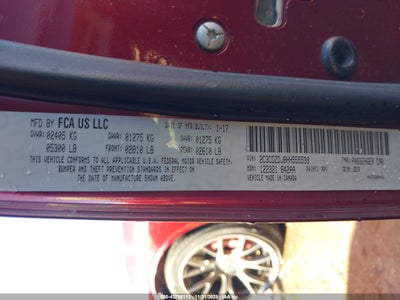 MFD BY FCA US LLC
DATE OF MFR(BUILT): 1-17
GVWR: 02405 KG
GAWR: 01275 KG
GAWR: 01275 KG
05300 LB
FRONT: 02810 LB
REAR: 02810 LB
THIS VEHICLE CONFORMS TO ALL APPLICABLE U.S.A. FEDERAL MOTOR VEHICLE SAFETY,
BUMPER AND THEFT PREVENTION STANDARDS IN EFFECT
ON THE DATE OF MANUFACTURE SHOWN ABOVE.
TYPE: PASSENGER CAR
MADE IN CANADA